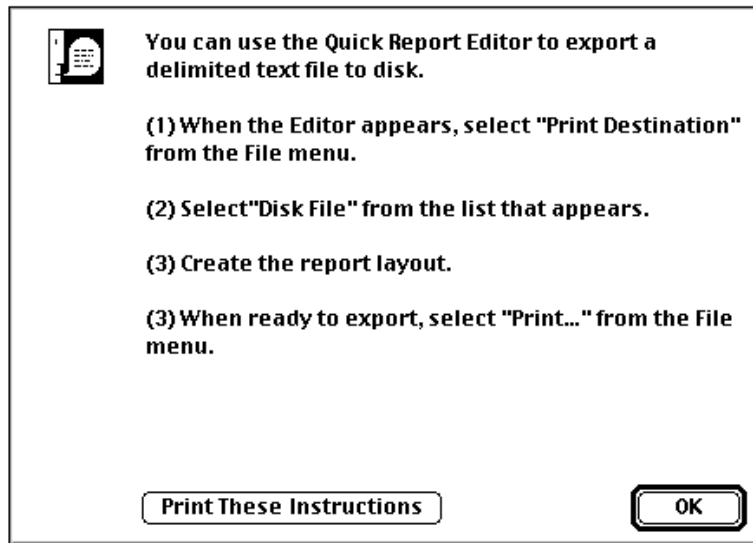 You can use the Quick Report Editor to export a
delimited text file to disk.
(1) When the Editor appears, select "Print Destination"
from the File menu.
(2) Select"Disk File" from the list that appears.
(3) Create the report layout.
(3) When ready to export, select "Print..." from the File
menu.
Print These Instructions
OK